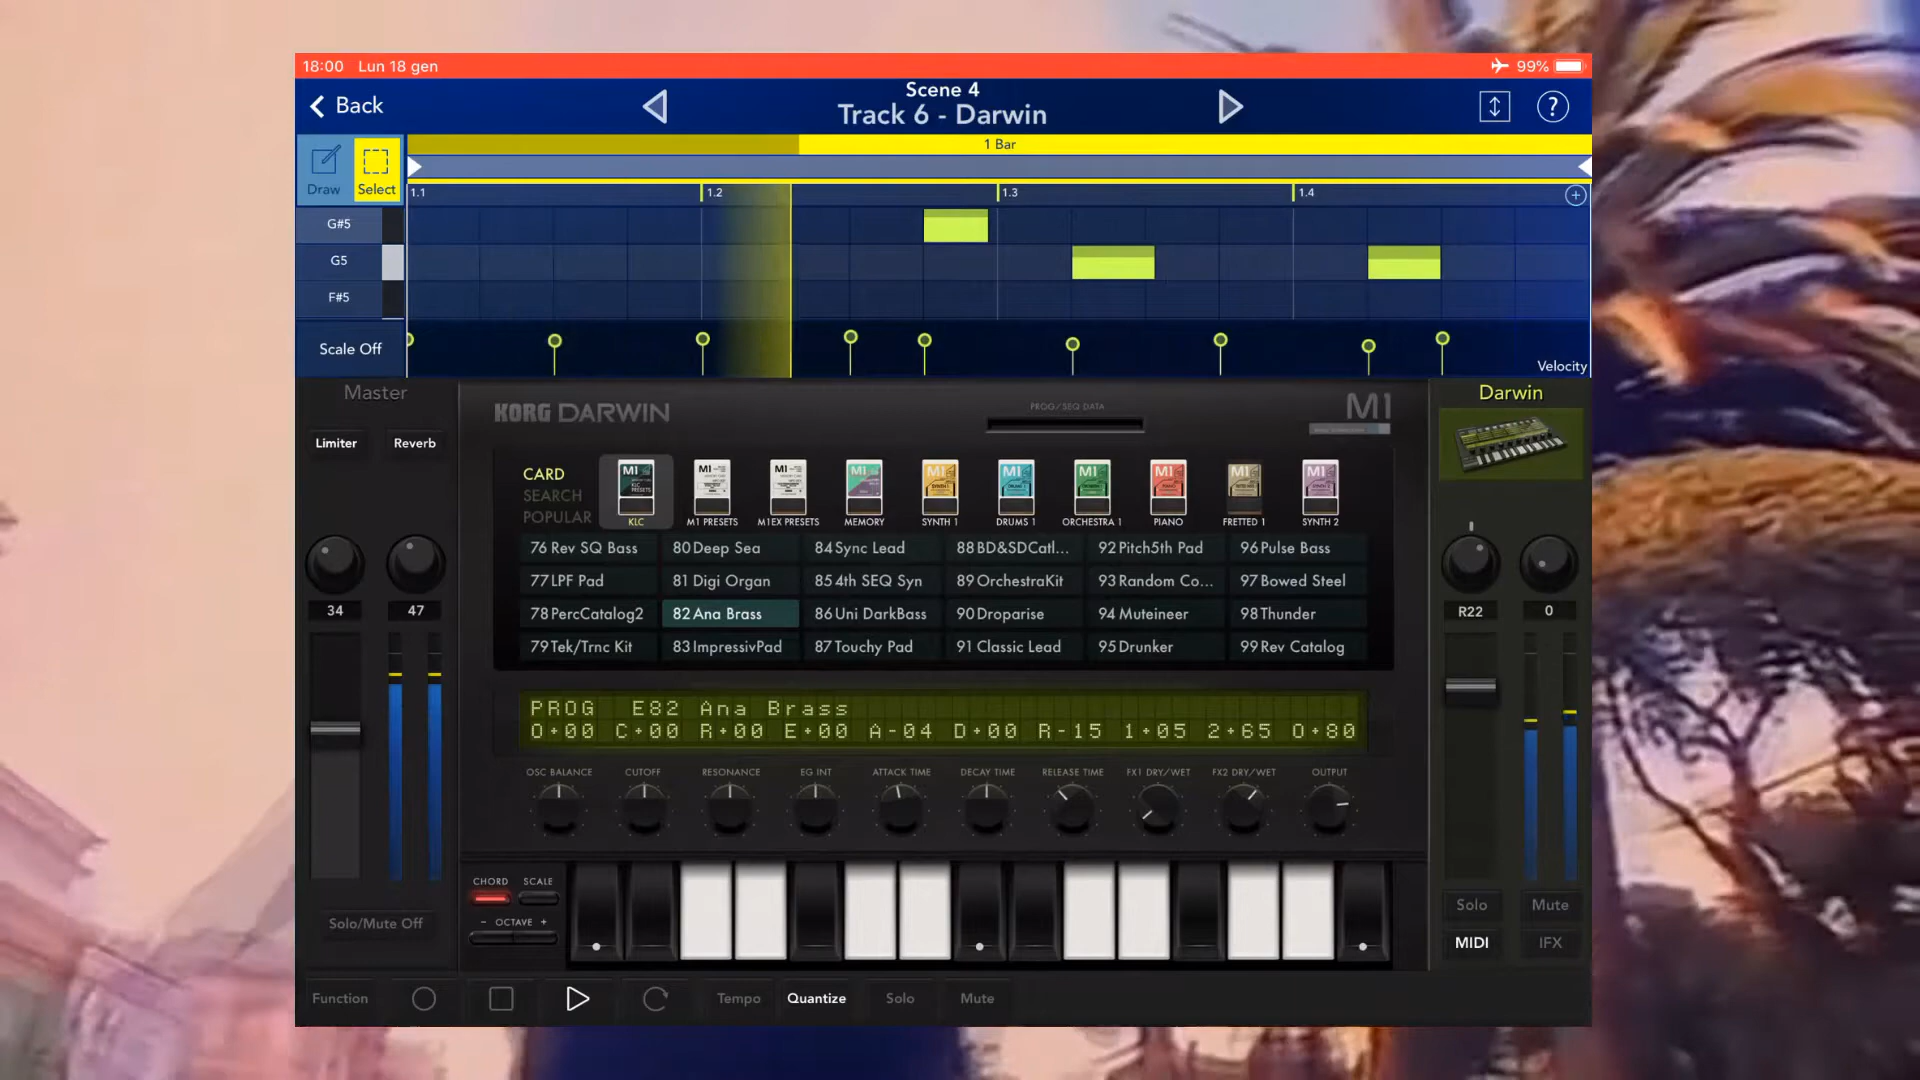 18:00 Lun 18 gen 99%
Back Scene 4
Track 6 - Darwin ?
1 Bar
Draw Select 1.1 1.2 1.3 1.4
G#5
G5
F#5
Scale Off
Velocity
Master KORG DARWIN PROG/SEQ DATA M1 Darwin
Limiter Reverb
CARD
SEARCH
POPULAR
KLC M1 PRESETS M1EX PRESETS MEMORY SYNTH 1 DRUMS 1 ORCHESTRA 1 PIANO FRETTED 1 SYNTH 2
76 Rev SQ Bass 80 Deep Sea 84 Sync Lead 88 BD&SDCatl... 92 Pitch5th Pad 96 Pulse Bass
77 LPF Pad 81 Digi Organ 85 4th SEQ Syn 89 OrchestraKit 93 Random Co... 97 Bowed Steel
78 PercCatalog2 82 Ana Brass 86 Uni DarkBass 90 Droparise 94 Muteineer 98 Thunder
79 Tek/Trnc Kit 83 ImpressivPad 87 Touchy Pad 91 Classic Lead 95 Drunker 99 Rev Catalog
34 47 R22 0
PROG E82 Ana Brass
O+00 C+00 R+00 E+00 A-04 D+00 R-15 1+05 2+65 O+80
OSC BALANCE CUTOFF RESONANCE EG INT ATTACK TIME DECAY TIME RELEASE TIME FX1 DRY/WET FX2 DRY/WET OUTPUT
CHORD SCALE
- OCTAVE +
Solo/Mute Off
Solo Mute
MIDI IFX
Function Tempo Quantize Solo Mute